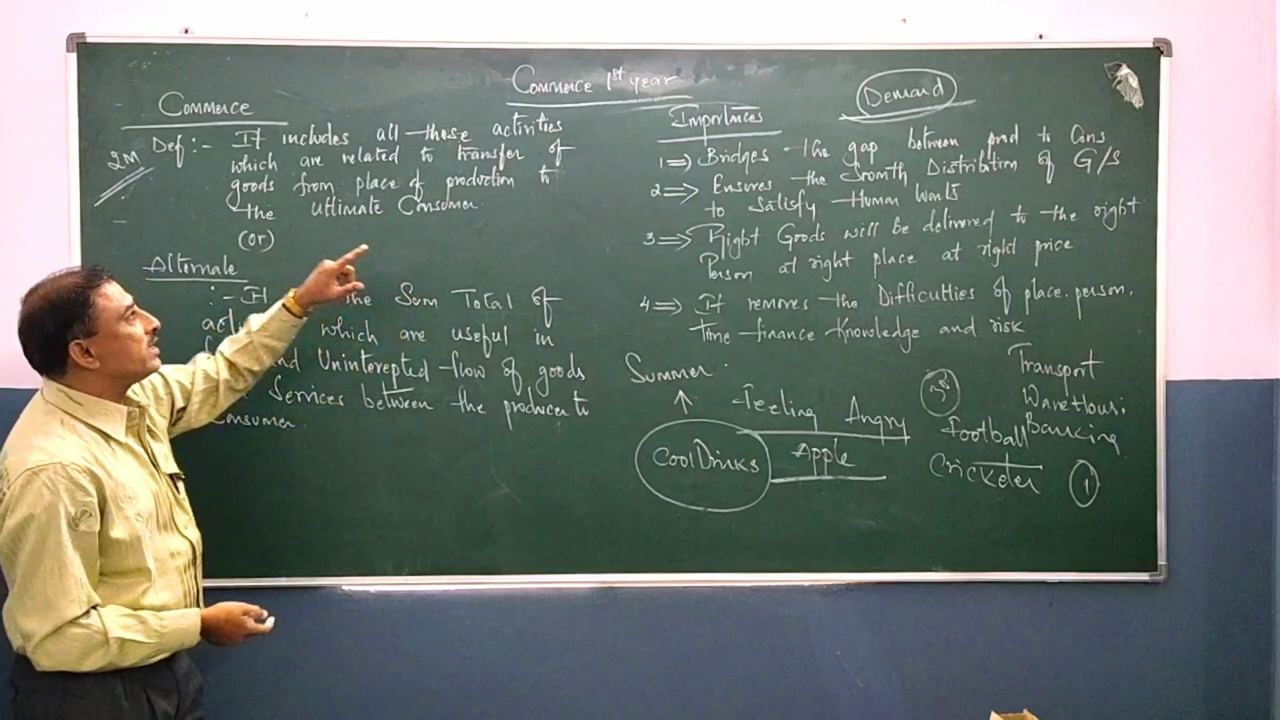 Commerce 1st year
Commerce
2M
Def :- It includes all those activities
which are related to transfer of
goods from place of production to
the ultimate Consumer.
(or)
Alternate
:- It the Sum Total of
which are useful in
and Uninterepted flow of goods
Services between the producer to
Consumer.
Demand
Importnces
1 => Bridges the gap between prod to Cons
2 => Ensures the Smooth Distribution of G/s
to Satisfy Human Wants
3 => Right Goods will be delivered to the right
Person at right place at right price
4 => It removes the Difficulties of place. person.
Time finance Knowledge and risk
Summer
Feeling Angry
CoolDrinks
Apple
Transport
WareHousi
Banking
Football
Cricketer
1